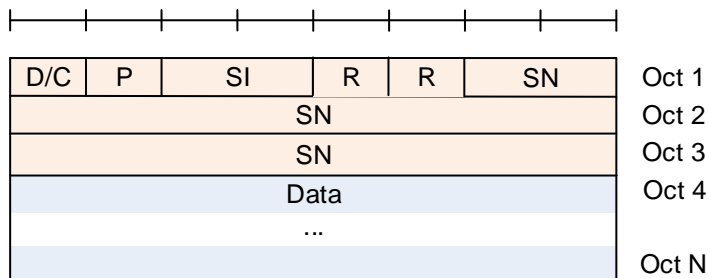 D/C P SI R R SN Oct 1
SN Oct 2
SN Oct 3
Data Oct 4
...
Oct N